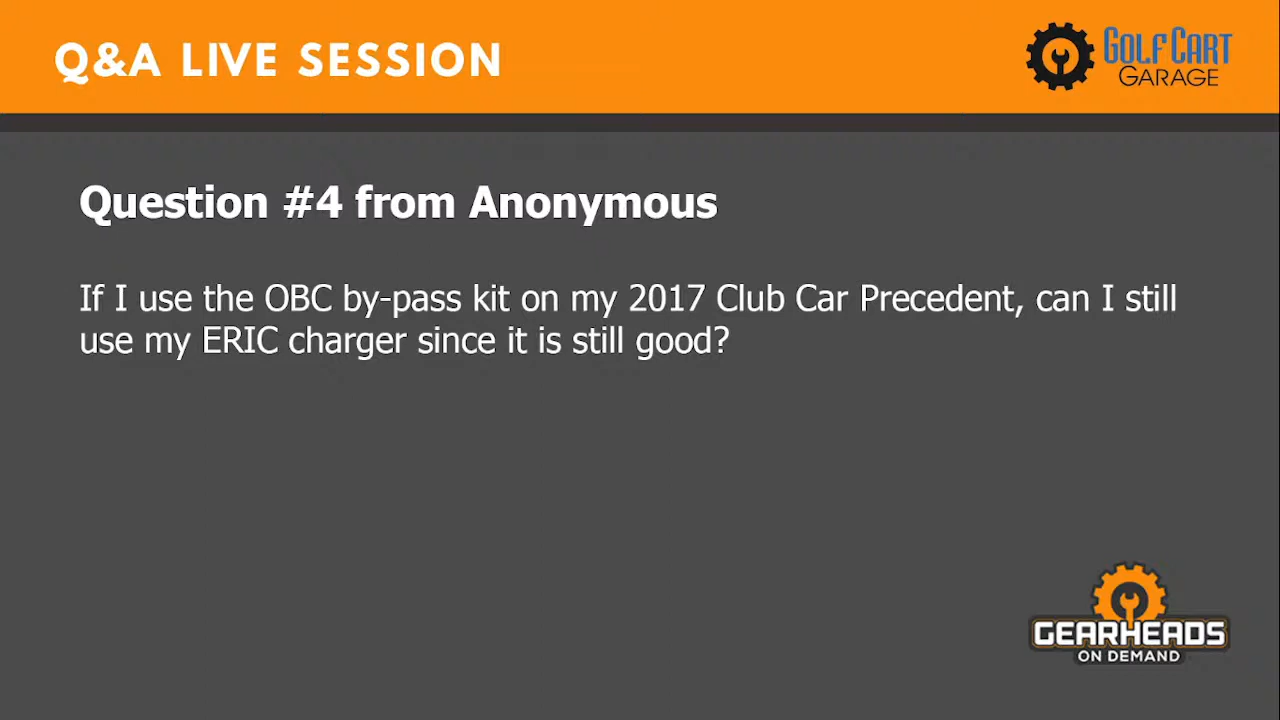 Q&A LIVE SESSION
GOLF CART
GARAGE
Question #4 from Anonymous
If I use the OBC by-pass kit on my 2017 Club Car Precedent, can I still
use my ERIC charger since it is still good?
GEARHEADS
ON DEMAND